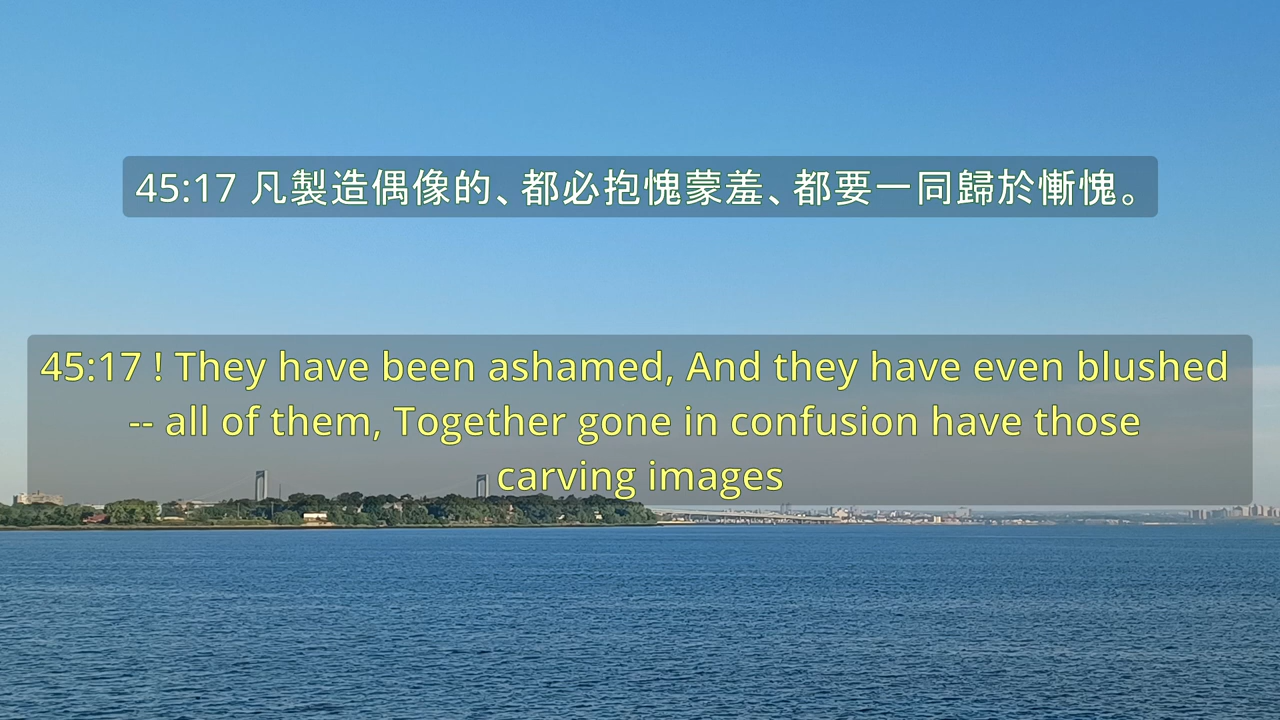 45:17 凡製造偶像的、都必抱愧蒙羞、都要一同歸於慚愧。
45:17 ! They have been ashamed, And they have even blushed
-- all of them, Together gone in confusion have those
carving images